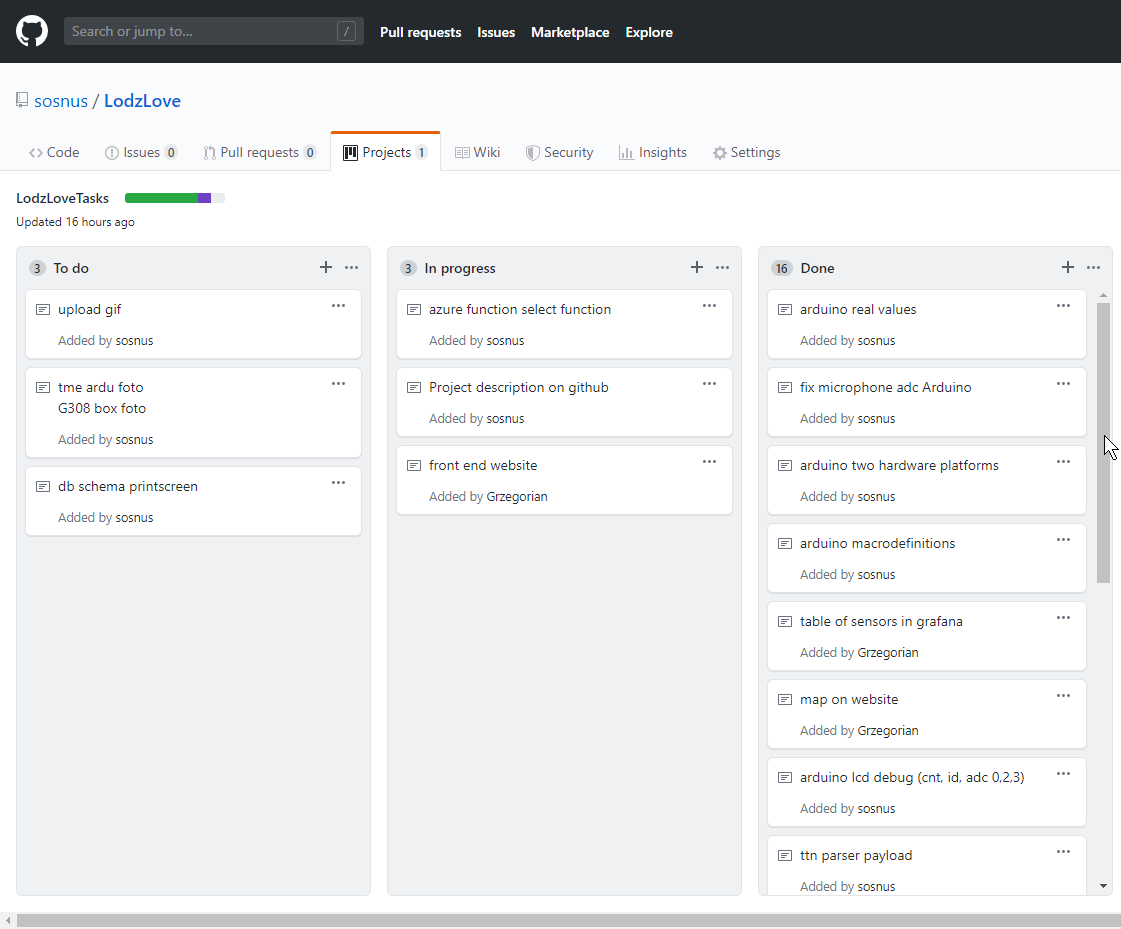 Search or jump to...
/
Pull requests
Issues
Marketplace
Explore
sosnus / LodzLove
Code
Issues 0
Pull requests 0
Projects 1
Wiki
Security
Insights
Settings
LodzLoveTasks
Updated 16 hours ago
3 To do
upload gif
Added by sosnus
tme ardu foto
G308 box foto
Added by sosnus
db schema printscreen
Added by sosnus
3 In progress
azure function select function
Added by sosnus
Project description on github
Added by sosnus
front end website
Added by Grzegorian
16 Done
arduino real values
Added by sosnus
fix microphone adc Arduino
Added by sosnus
arduino two hardware platforms
Added by sosnus
arduino macrodefinitions
Added by sosnus
table of sensors in grafana
Added by Grzegorian
map on website
Added by Grzegorian
arduino lcd debug (cnt, id, adc 0,2,3)
Added by sosnus
ttn parser payload
Added by sosnus